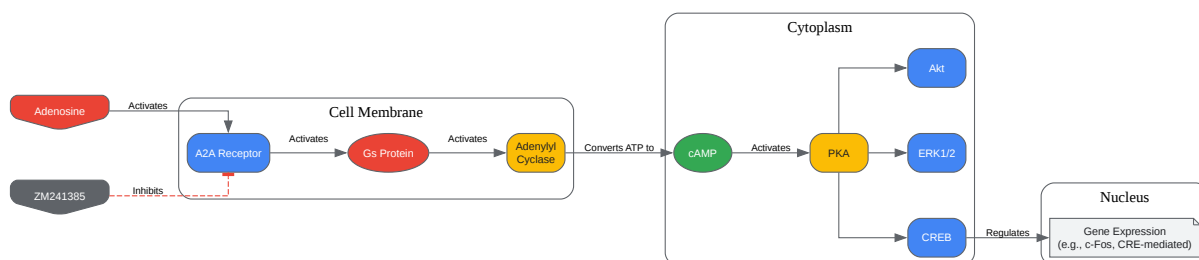 Cytoplasm
Akt
Adenosine
Activates
Cell Membrane
A2A Receptor
Activates
Gs Protein
Activates
Adenylyl
Cyclase
Converts ATP to
cAMP
Activates
PKA
ERK1/2
ZM241385
Inhibits
CREB
Regulates
Nucleus
Gene Expression
(e.g., c-Fos, CRE-mediated)